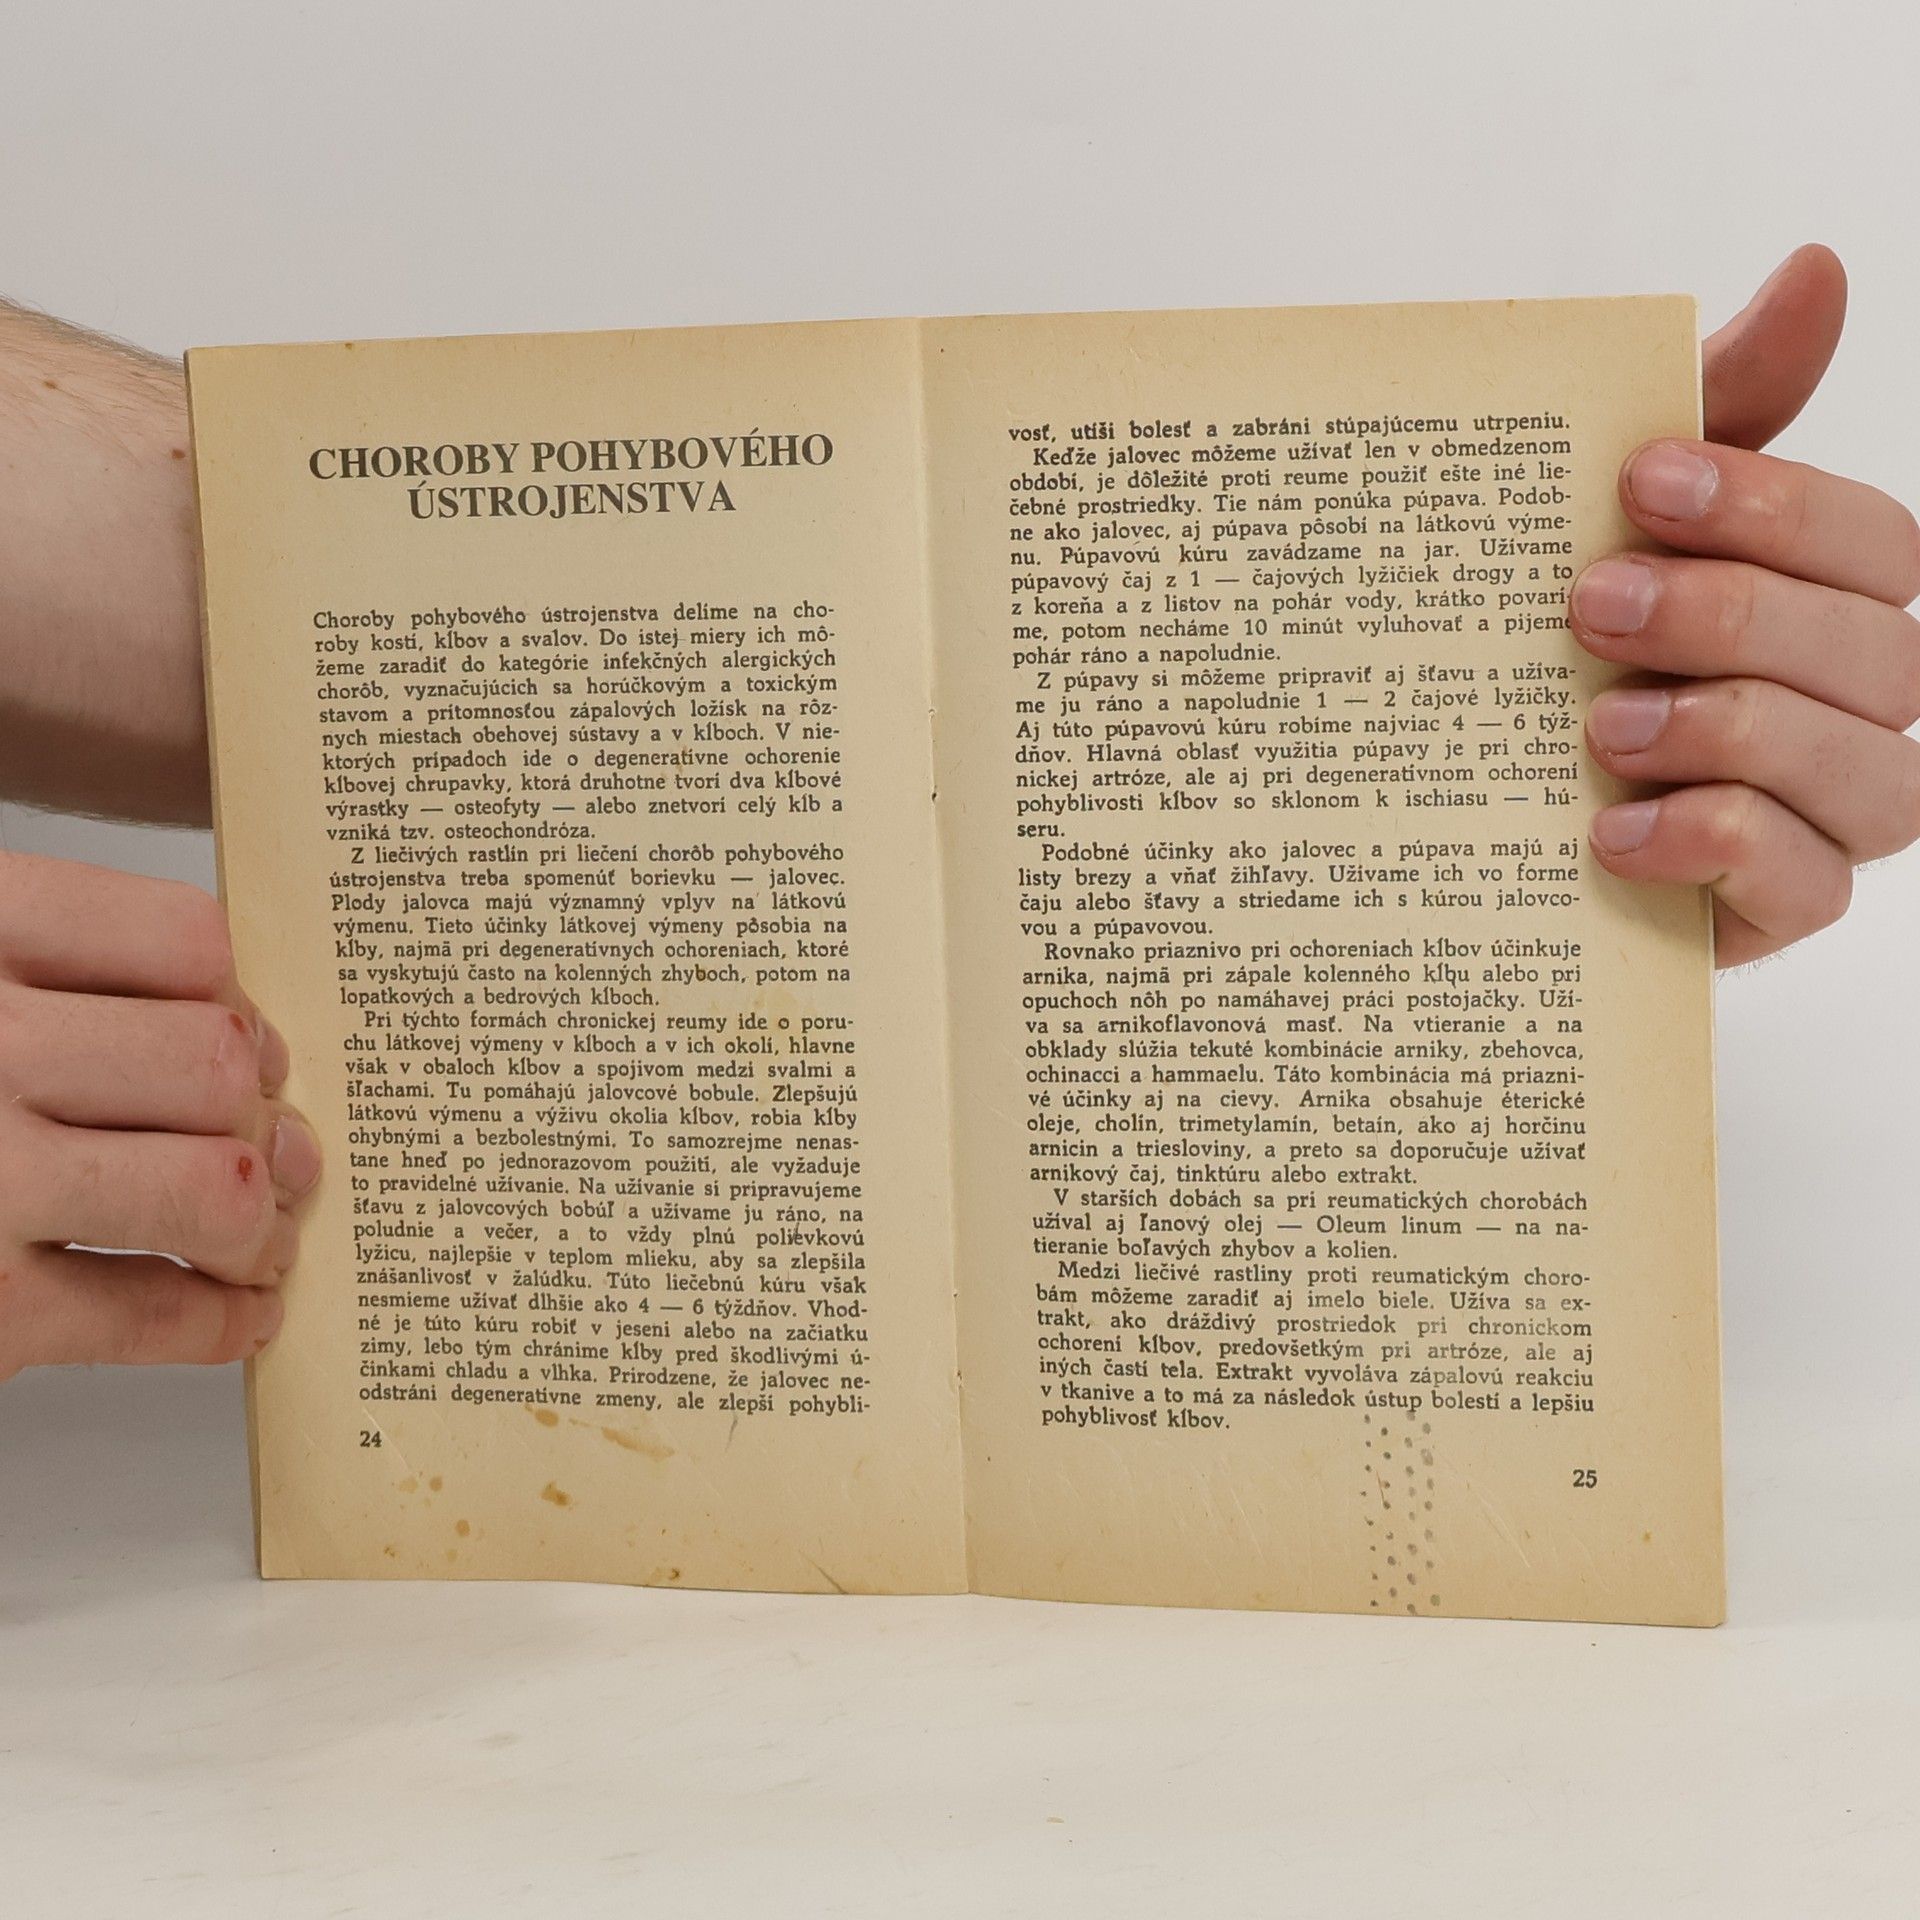 CHOROBY POHYBOVÉHO
ÚSTROJENSTVA
Choroby pohybového ústrojenstva delíme na cho-
roby kostí, kĺbov a svalov. Do istej miery ich mô-
žeme zaradiť do kategórie infekčných alergických
chorôb, vyznačujúcich sa horúčkovým a toxickým
stavom a prítomnosťou zápalových ložísk na rôz-
nych miestach obehovej sústavy a v kĺboch. V nie-
ktorých prípadoch ide o degeneratívne ochorenie
kĺbovej chrupavky, ktorá druhotne tvorí dva kĺbové
výrastky — osteofyty — alebo znetvorí celý kĺb a
vzniká tzv. osteochondróza.
Z liečivých rastlín pri liečení chorôb pohybového
ústrojenstva treba spomenúť borievku — jalovec.
Plody jalovca majú významný vplyv na látkovú
výmenu. Tieto účinky látkovej výmeny pôsobia na
kĺby, najmä pri degeneratívnych ochoreniach, ktoré
sa vyskytujú často na kolenných zhyboch, potom na
lopatkových a bedrových kĺboch.
Pri týchto formách chronickej reumy ide o poru-
chu látkovej výmeny v kĺboch a v ich okolí, hlavne
však v obaloch kĺbov a spojivom medzi svalmi a
šľachami. Tu pomáhajú jalovcové bobule. Zlepšujú
látkovú výmenu a výživu okolia kĺbov, robia kĺby
ohybnými a bezbolestnými. To samozrejme nenas-
tane hneď po jednorazovom použití, ale vyžaduje
to pravidelné užívanie. Na užívanie si pripravujeme
šťavu z jalovcových bobúľ a užívame ju ráno, na
poludnie a večer, a to vždy plnú polievkovú
lyžicu, najlepšie v teplom mlieku, aby sa zlepšila
znášanlivosť v žalúdku. Túto liečebnú kúru však
nesmieme užívať dlhšie ako 4 — 6 týždňov. Vhod-
né je túto kúru robiť v jeseni alebo na začiatku
zimy, lebo tým chránime kĺby pred škodlivými ú-
činkami chladu a vlhka. Prirodzene, že jalovec ne-
odstráni degeneratívne zmeny, ale zlepší pohybli-
24
vosť, utíši bolesť a zabráni stúpajúcemu utrpeniu.
Keďže jalovec môžeme užívať len v obmedzenom
období, je dôležité proti reume použiť ešte iné lie-
čebné prostriedky. Tie nám ponúka púpava. Podob-
ne ako jalovec, aj púpava pôsobí na látkovú výme-
nu. Púpavovú kúru zavádzame na jar. Užívame
púpavový čaj z 1 — čajových lyžičiek drogy a to
z koreňa a z listov na pohár vody, krátko povarí-
me, potom necháme 10 minút vyluhovať a pijeme
pohár ráno a napoludnie.
Z púpavy si môžeme pripraviť aj šťavu a užíva-
me ju ráno a napoludnie 1 — 2 čajové lyžičky.
Aj túto púpavovú kúru robíme najviac 4 — 6 týž-
dňov. Hlavná oblasť využitia púpavy je pri chro-
nickej artróze, ale aj pri degeneratívnom ochorení
pohyblivosti kĺbov so sklonom k ischiasu — hú-
seru.
Podobné účinky ako jalovec a púpava majú aj
listy brezy a vňať žihľavy. Užívame ich vo forme
čaju alebo šťavy a striedame ich s kúrou jalovco-
vou a púpavovou.
Rovnako priaznivo pri ochoreniach kĺbov účinkuje
arnika, najmä pri zápale kolenného kĺbu alebo pri
opuchoch nôh po namáhavej práci postojačky. Uží-
va sa arnikoflavonová masť. Na vtieranie a na
obklady slúžia tekuté kombinácie arniky, zbehovca,
ochinacci a hammaelu. Táto kombinácia má priazni-
vé účinky aj na cievy. Arnika obsahuje éterické
oleje, cholín, trimetylamín, betaín, ako aj horčinu
arnicin a triesloviny, a preto sa doporučuje užívať
arnikový čaj, tinktúru alebo extrakt.
V starších dobách sa pri reumatických chorobách
užíval aj ľanový olej — Oleum linum — na na-
tieranie boľavých zhybov a kolien.
Medzi liečivé rastliny proti reumatickým choro-
bám môžeme zaradiť aj imelo biele. Užíva sa ex-
trakt, ako dráždivý prostriedok pri chronickom
ochorení kĺbov, predovšetkým pri artróze, ale aj
iných častí tela. Extrakt vyvoláva zápalovú reakciu
v tkanive a to má za následok ústup bolestí a lepšiu
pohyblivosť kĺbov.
25